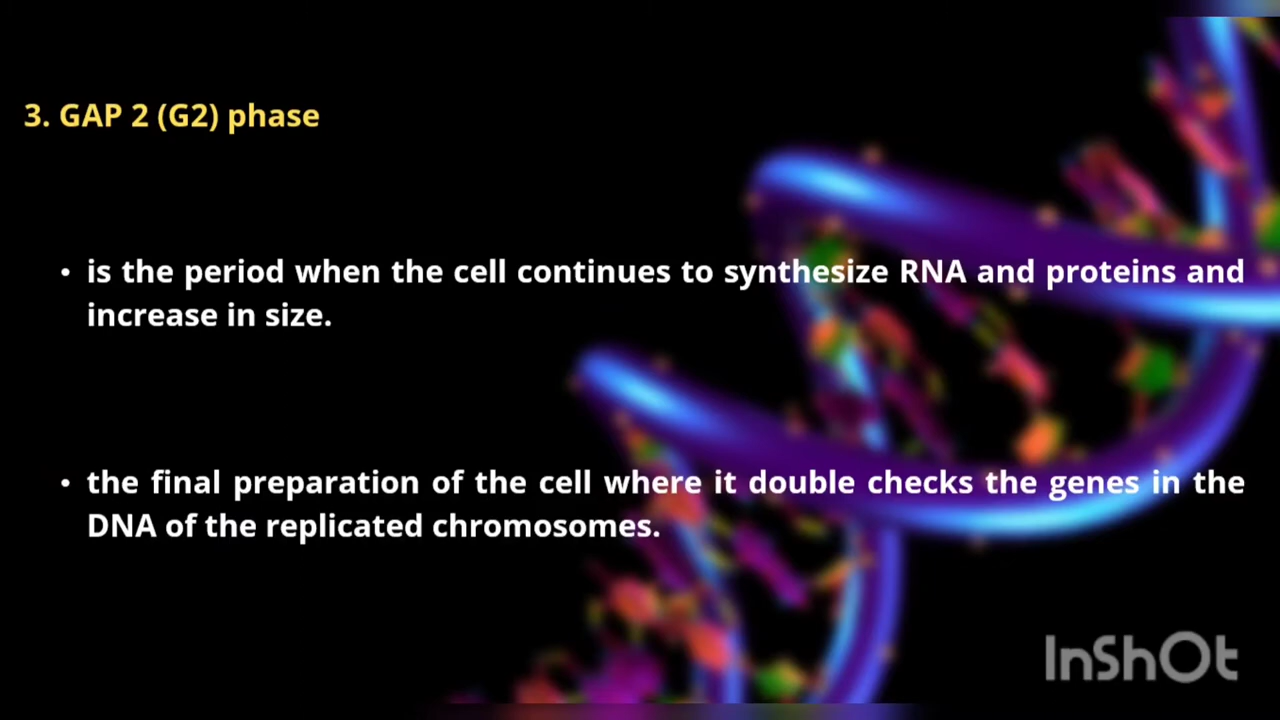 3. GAP 2 (G2) phase
• is the period when the cell continues to synthesize RNA and proteins and
increase in size.
• the final preparation of the cell where it double checks the genes in the
DNA of the replicated chromosomes.
InShOt